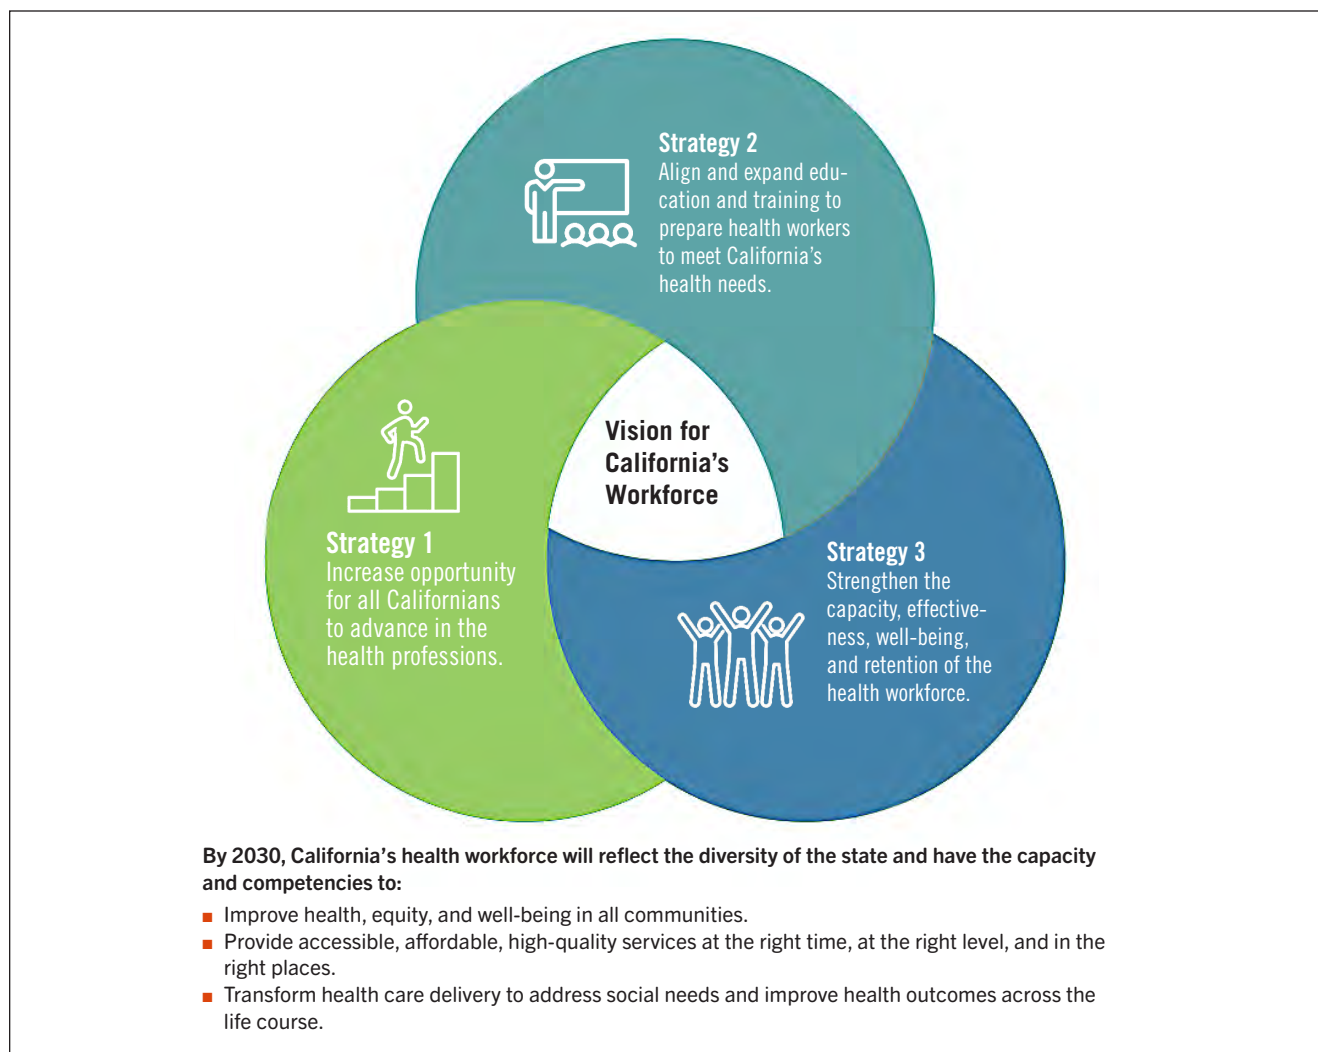 Strategy 2
Align and expand edu-
cation and training to
prepare health workers
to meet California’s
health needs.
Vision for
California’s
Workforce
Strategy 1
Increase opportunity
for all Californians
to advance in the
health professions.
Strategy 3
Strengthen the
capacity, effective-
ness, well-being,
and retention of the
health workforce.
By 2030, California’s health workforce will reflect the diversity of the state and have the capacity
and competencies to:
■ Improve health, equity, and well-being in all communities.
■ Provide accessible, affordable, high-quality services at the right time, at the right level, and in the
right places.
■ Transform health care delivery to address social needs and improve health outcomes across the
life course.